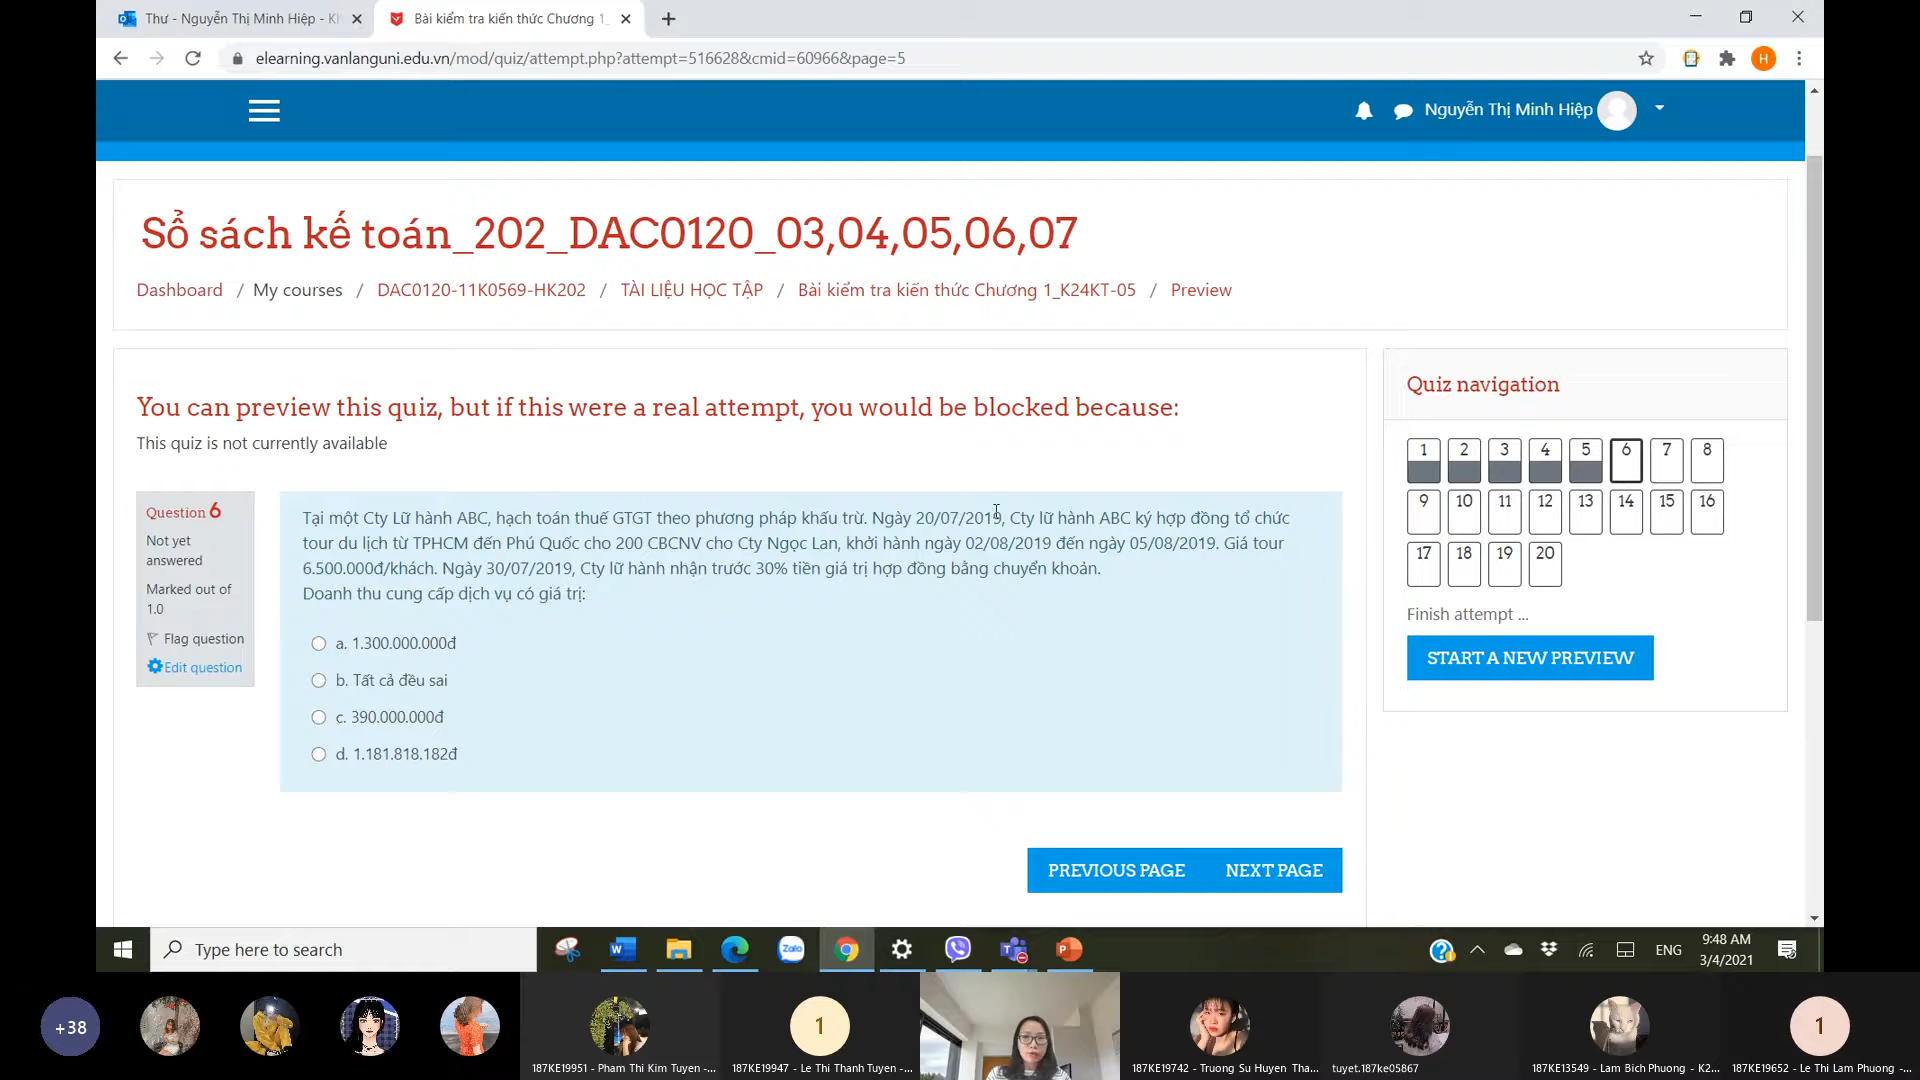 Thư - Nguyễn Thị Minh Hiệp - Kh
Bài kiểm tra kiến thức Chương 1_
elearning.vanlanguni.edu.vn/mod/quiz/attempt.php?attempt=516628&cmid=60966&page=5
H
Nguyễn Thị Minh Hiệp
Sổ sách kế toán_202_DAC0120_03,04,05,06,07
Dashboard / My courses / DAC0120-11K0569-HK202 / TÀI LIỆU HỌC TẬP / Bài kiểm tra kiến thức Chương 1_K24KT-05 / Preview
You can preview this quiz, but if this were a real attempt, you would be blocked because:
This quiz is not currently available
Question 6
Not yet
answered
Marked out of
1.0
Flag question
Edit question
Tại một Cty Lữ hành ABC, hạch toán thuế GTGT theo phương pháp khấu trừ. Ngày 20/07/2019, Cty lữ hành ABC ký hợp đồng tổ chức
tour du lịch từ TPHCM đến Phú Quốc cho 200 CBCNV cho Cty Ngọc Lan, khởi hành ngày 02/08/2019 đến ngày 05/08/2019. Giá tour
6.500.000đ/khách. Ngày 30/07/2019, Cty lữ hành nhận trước 30% tiền giá trị hợp đồng bằng chuyển khoản.
Doanh thu cung cấp dịch vụ có giá trị:
a. 1.300.000.000đ
b. Tất cả đều sai
c. 390.000.000đ
d. 1.181.818.182đ
PREVIOUS PAGE
NEXT PAGE
Quiz navigation
1 2 3 4 5 6 7 8
9 10 11 12 13 14 15 16
17 18 19 20
Finish attempt ...
START A NEW PREVIEW
Type here to search
Zalo
ENG
9:48 AM
3/4/2021
+38
1
1
187KE19951 - Pham Thi Kim Tuyen -...
187KE19947 - Le Thi Thanh Tuyen -...
187KE19742 - Truong Su Huyen Tha...
tuyet.187ke05867
187KE13549 - Lam Bich Phuong - K2...
187KE19652 - Le Thi Lam Phuong -...